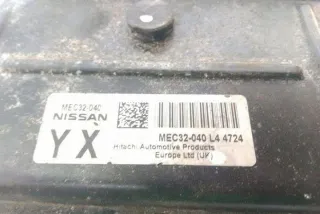 MEC32-040
NISSAN
YX
MEC32-040 L4 4724
Hitachi Automotive Products
Europe Ltd (UK)